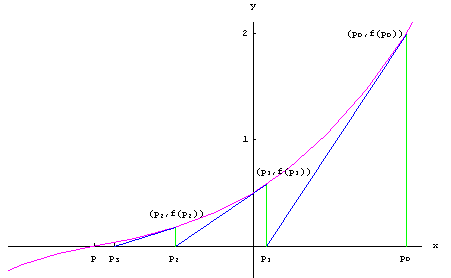 y
2
(p₀,f(p₀))
1
(p₁,f(p₁))
(p₂,f(p₂))
x
p p₃ p₂ p₁ p₀